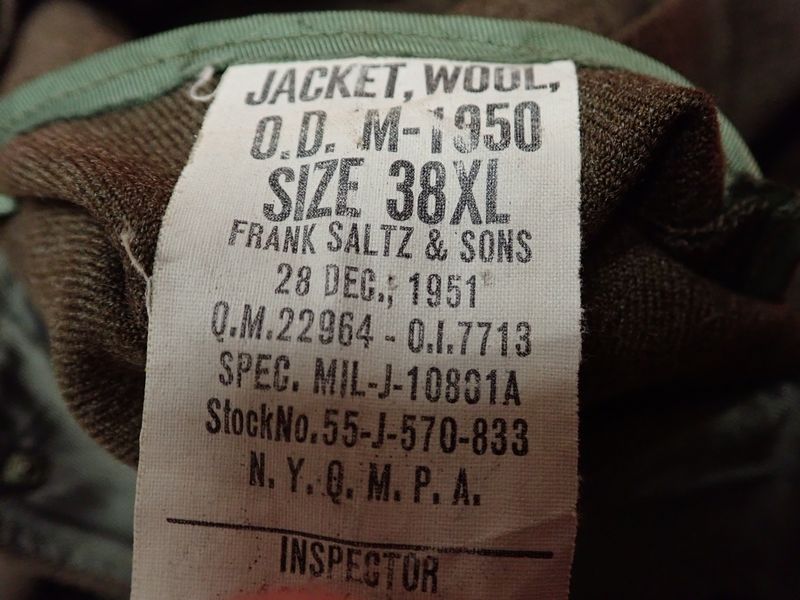 JACKET, WOOL,
O.D. M-1950
SIZE 38XL
FRANK SALTZ & SONS
28 DEC., 1951
Q.M.22964 - O.I.7713
SPEC. MIL-J-10801A
StockNo.55-J-570-833
N. Y. Q. M. P. A.
INSPECTOR